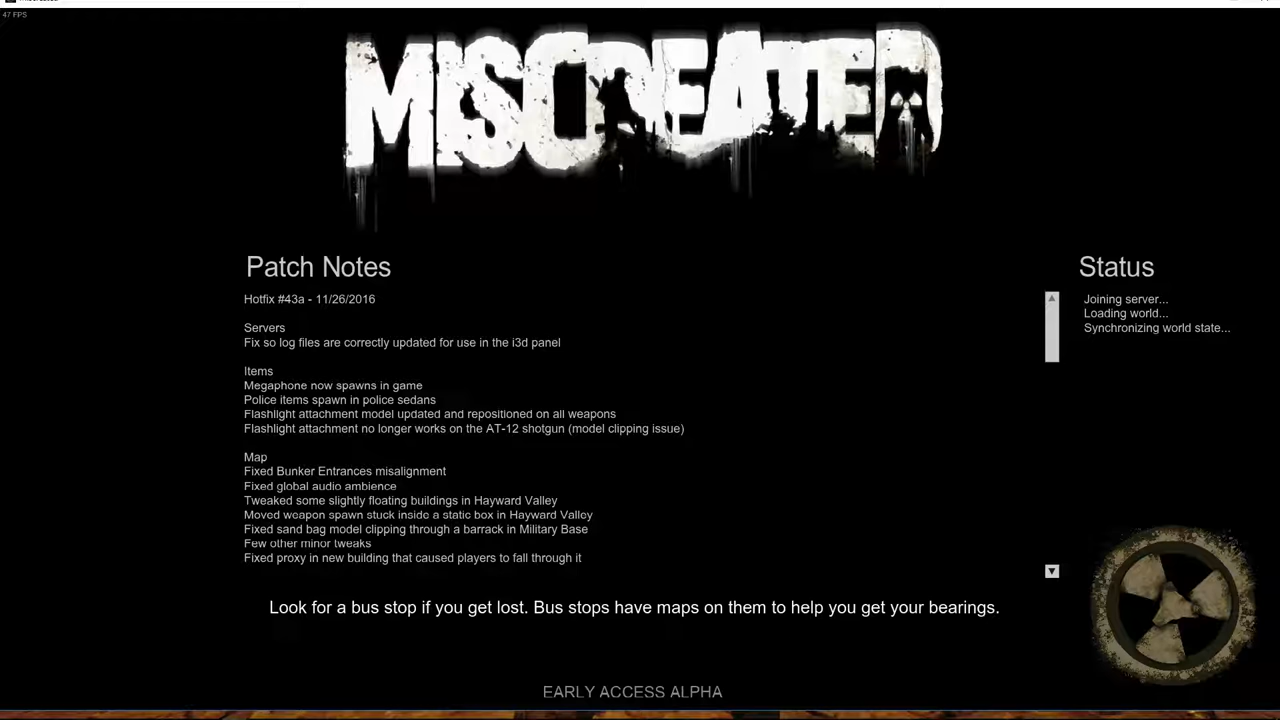 47 FPS
MISCREATED
Patch Notes
Hotfix #43a - 11/26/2016
Servers
Fix so log files are correctly updated for use in the i3d panel
Items
Megaphone now spawns in game
Police items spawn in police sedans
Flashlight attachment model updated and repositioned on all weapons
Flashlight attachment no longer works on the AT-12 shotgun (model clipping issue)
Map
Fixed Bunker Entrances misalignment
Fixed global audio ambience
Tweaked some slightly floating buildings in Hayward Valley
Moved weapon spawn stuck inside a static box in Hayward Valley
Fixed sand bag model clipping through a barrack in Military Base
Few other minor tweaks
Fixed proxy in new building that caused players to fall through it
Status
Joining server...
Loading world...
Synchronizing world state...
Look for a bus stop if you get lost. Bus stops have maps on them to help you get your bearings.
EARLY ACCESS ALPHA